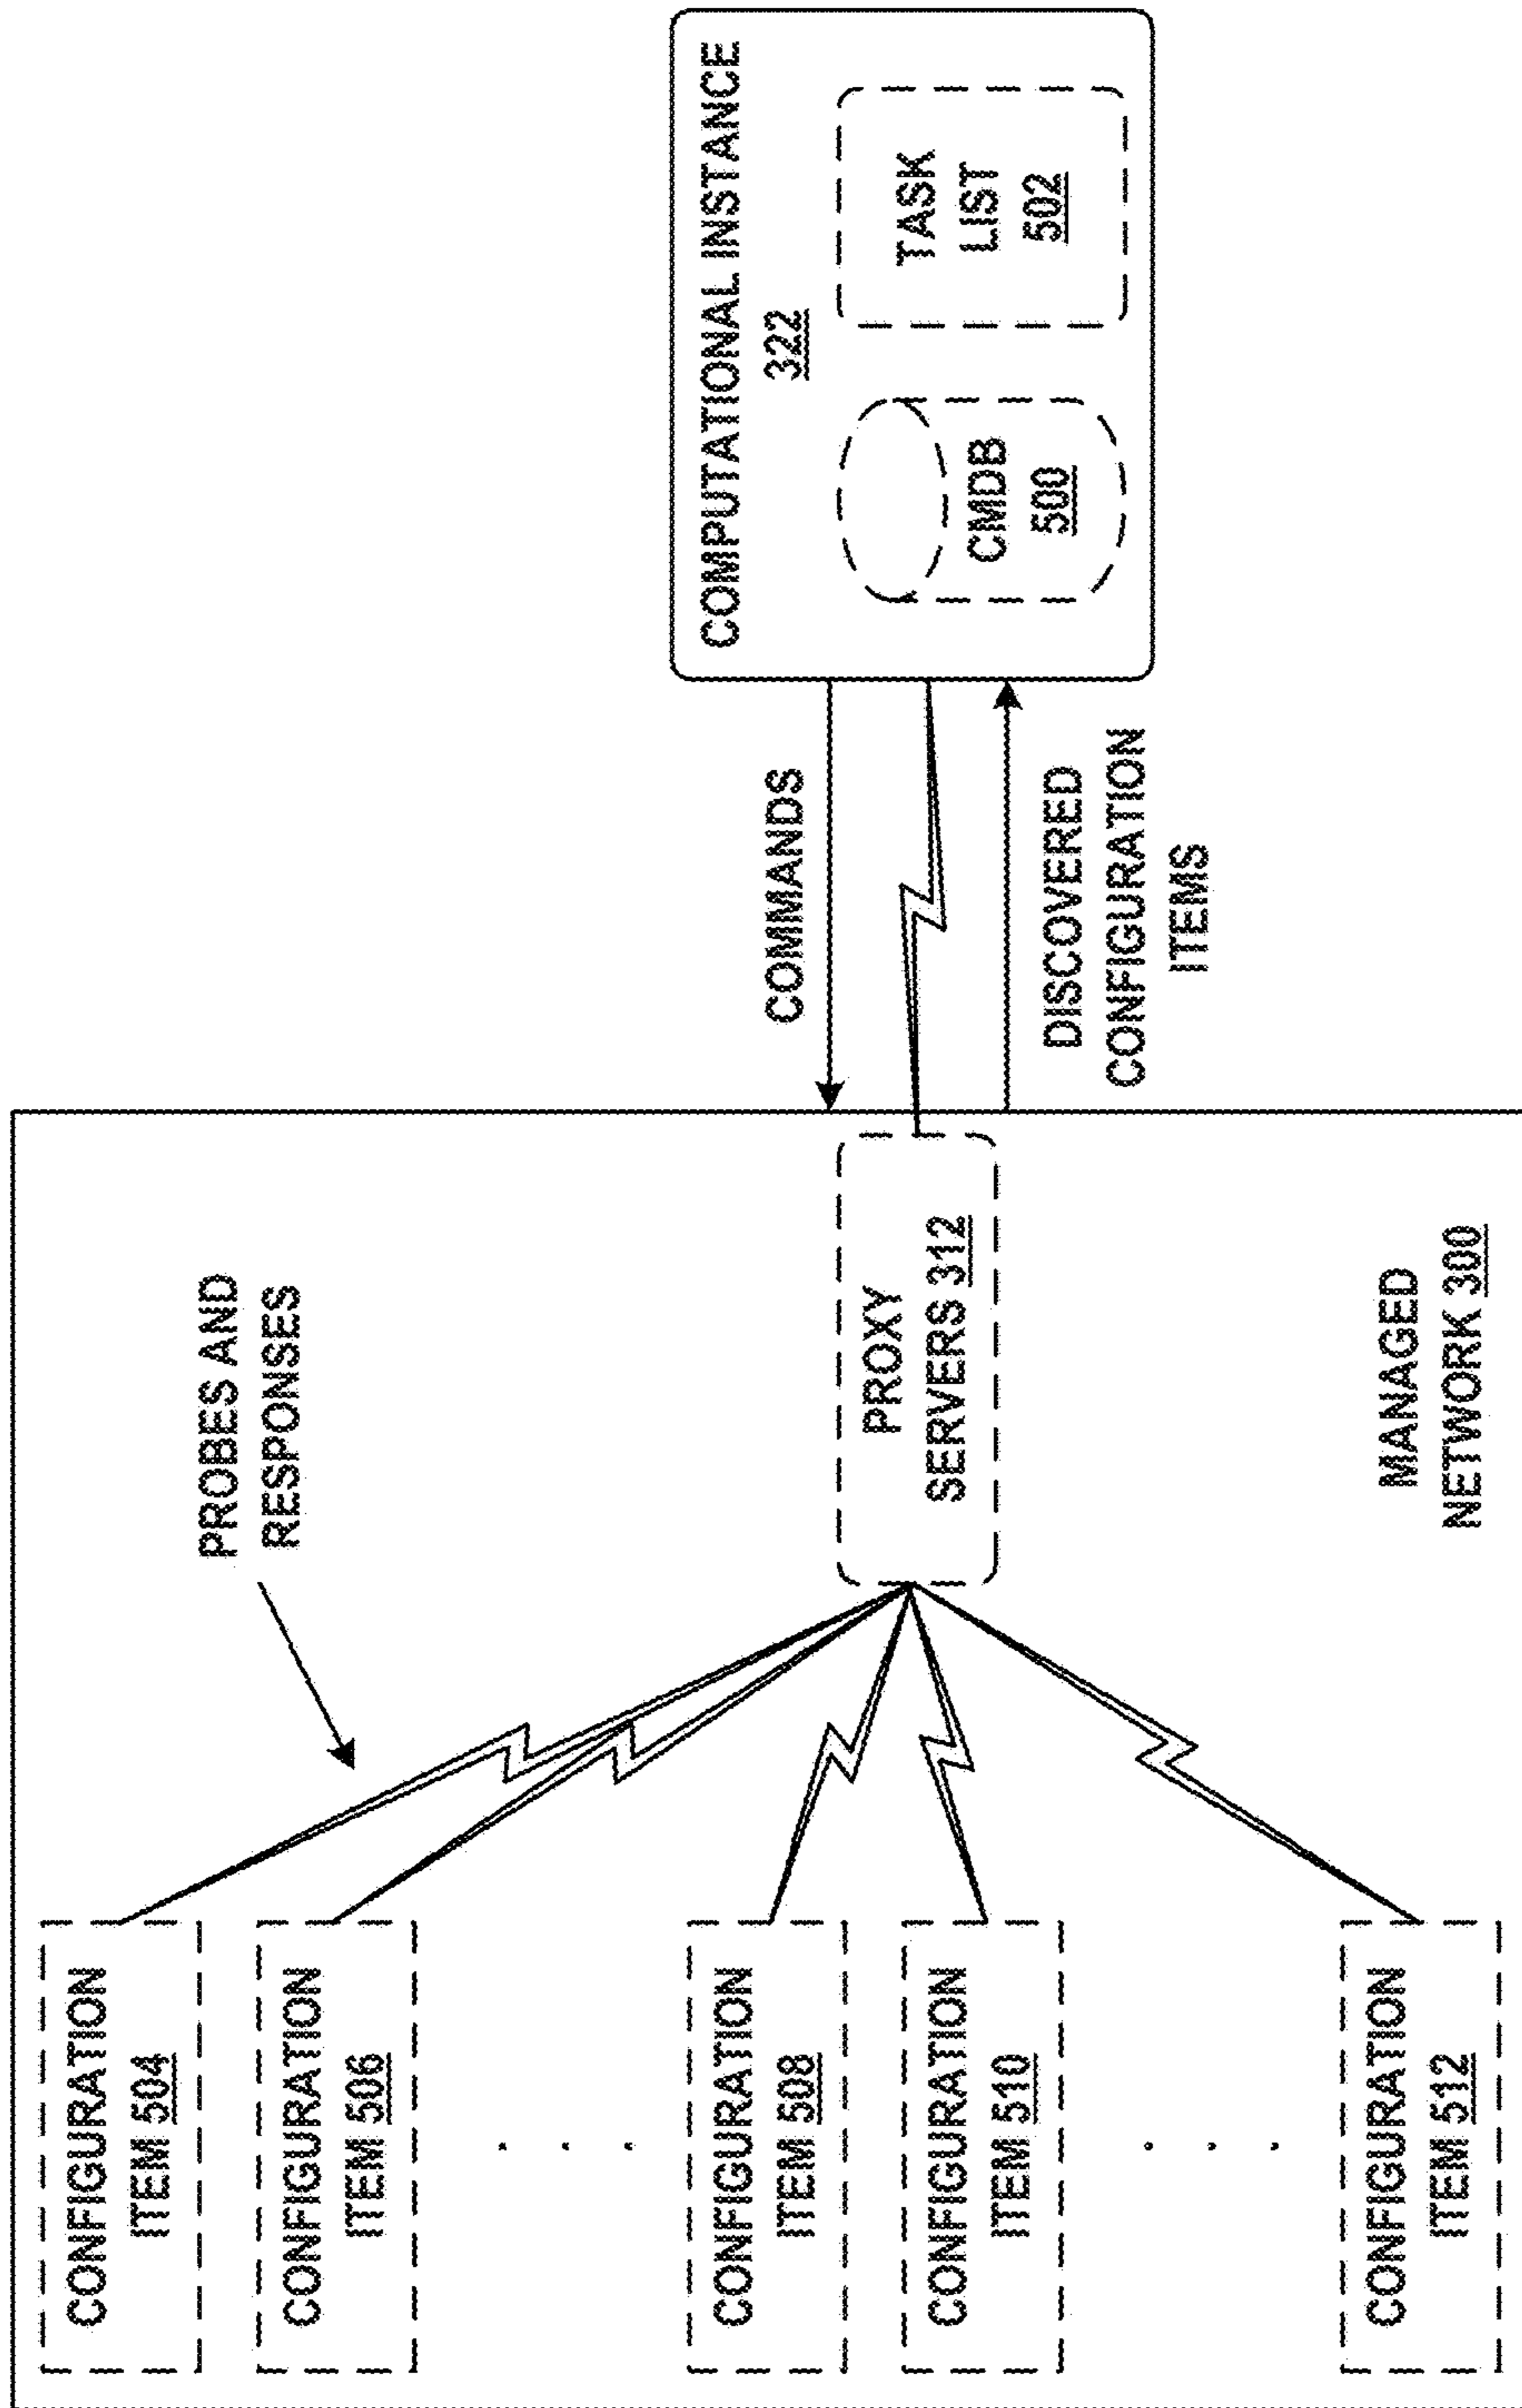 CONFIGURATION
ITEM 504
CONFIGURATION
ITEM 506
CONFIGURATION
ITEM 508
CONFIGURATION
ITEM 510
CONFIGURATION
ITEM 512
PROBES AND
RESPONSES
PROXY
SERVERS 312
MANAGED
NETWORK 300
COMMANDS
DISCOVERED
CONFIGURATION
ITEMS
COMPUTATIONAL INSTANCE
322
CMDB
500
TASK
LIST
502